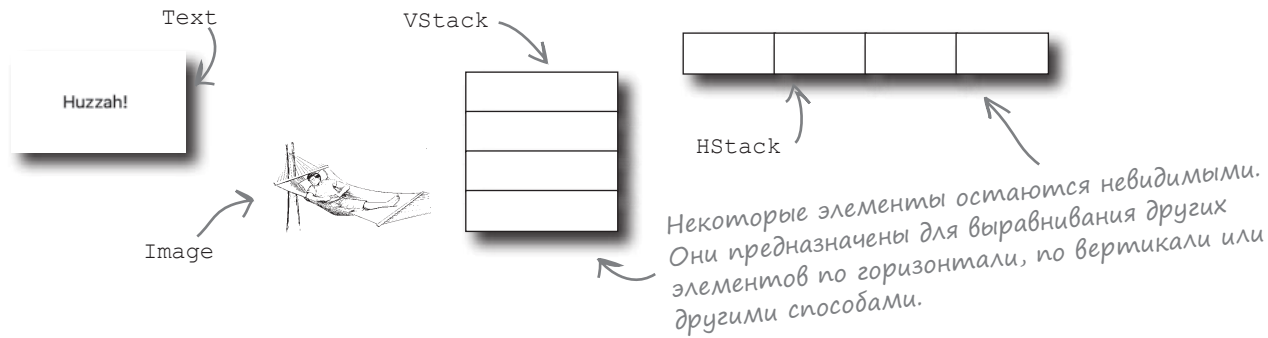 Text
VStack
Huzzah!
HStack
Image
Некоторые элементы остаются невидимыми.
Они предназначены для выравнивания других
элементов по горизонтали, по вертикали или
другими способами.